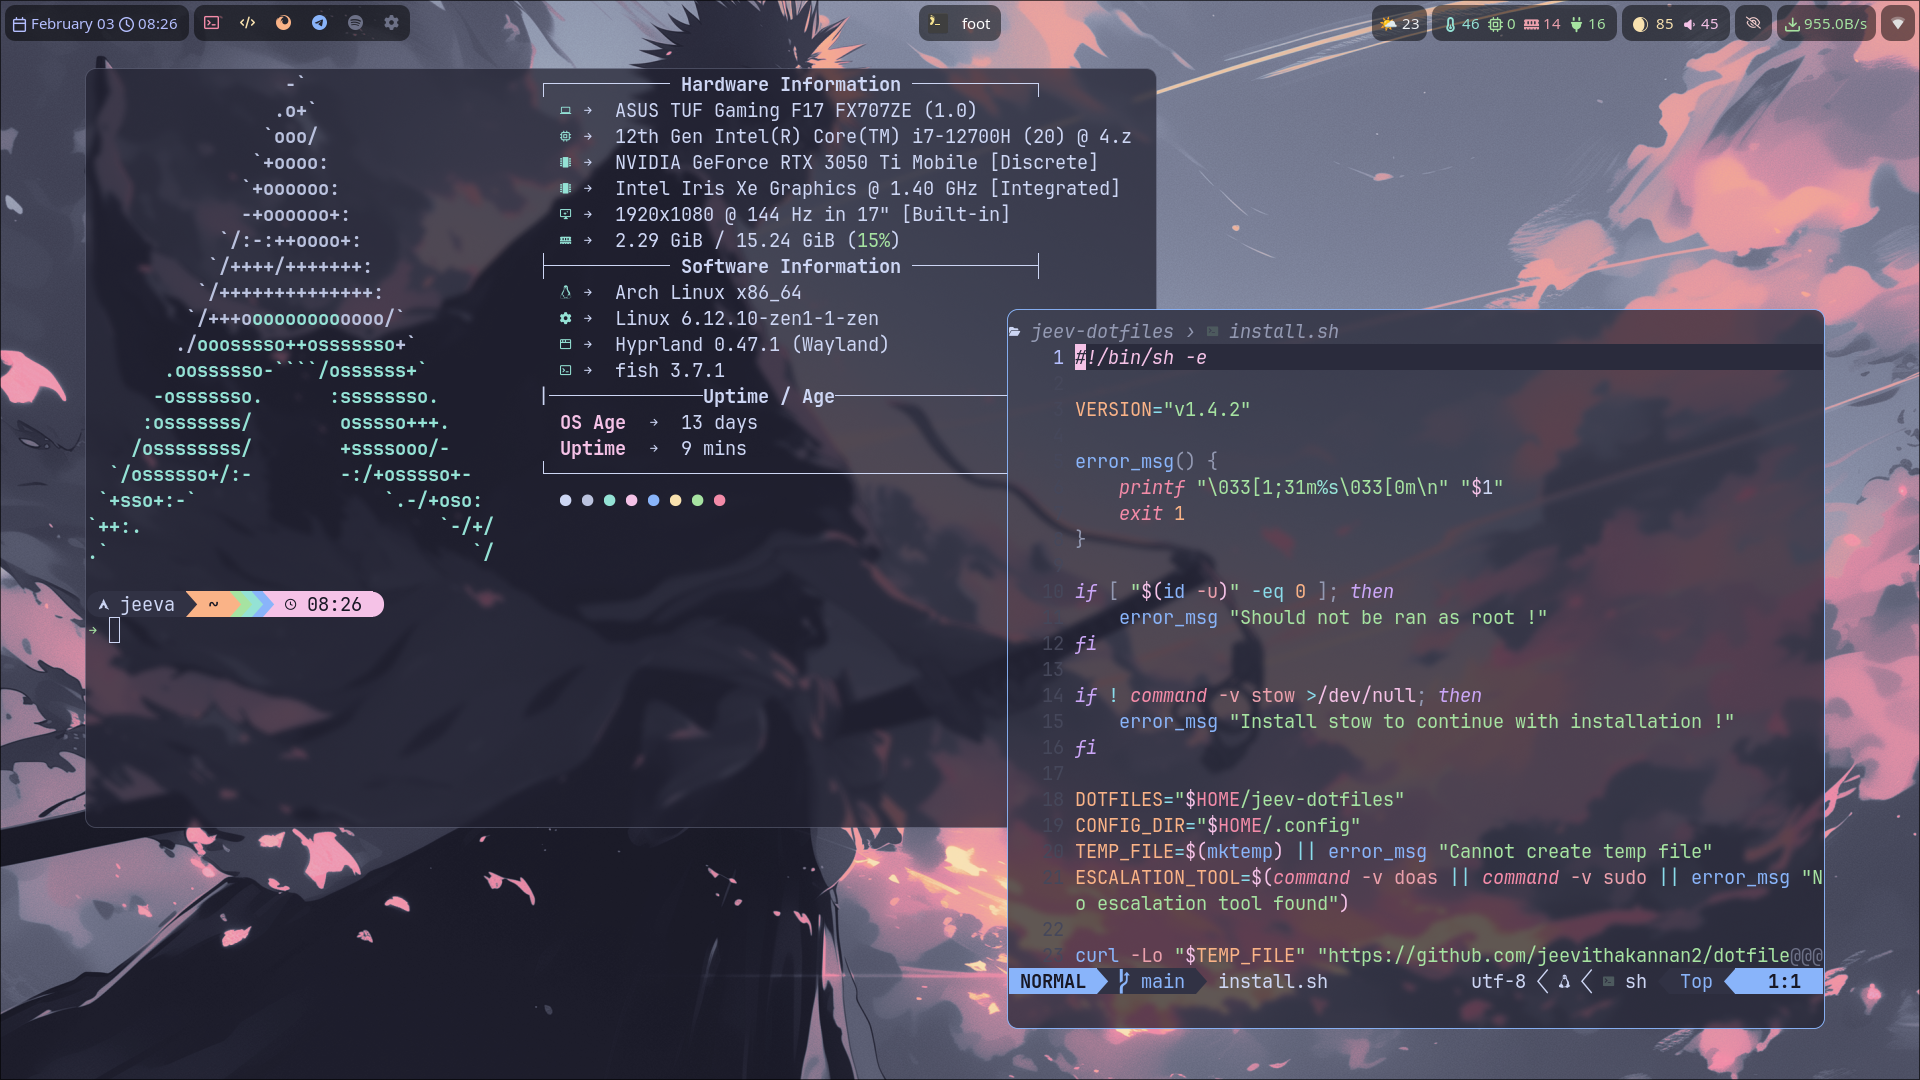 February 03 08:26
foot
23 46 0 14 16 85 45 955.0B/s
-`
.o+`
`ooo/
`+oooo:
`+oooooo:
-+oooooo+:
`/:-:++oooo+:
`/++++/+++++++:
`/++++++++++++++:
`/+++ooooooooooooo/`
./ooosssso++osssssso+`
.oossssso-````/ossssss+`
-osssssso.      :ssssssso.
:osssssss/        osssso+++.
/ossssssss/        +ssssooo/-
`/ossssso+/:-        -:/+osssso+-
`+sso+:-`                 `.-/+oso:
`++:.                           `-/+/
.`                                 `/
Hardware Information
ASUS TUF Gaming F17 FX707ZE (1.0)
12th Gen Intel(R) Core(TM) i7-12700H (20) @ 4.z
NVIDIA GeForce RTX 3050 Ti Mobile [Discrete]
Intel Iris Xe Graphics @ 1.40 GHz [Integrated]
1920x1080 @ 144 Hz in 17" [Built-in]
2.29 GiB / 15.24 GiB (15%)
Software Information
Arch Linux x86_64
Linux 6.12.10-zen1-1-zen
Hyprland 0.47.1 (Wayland)
fish 3.7.1
Uptime / Age
OS Age → 13 days
Uptime → 9 mins
jeeva ~ 08:26
→
jeev-dotfiles › install.sh
1 #!/bin/sh -e
VERSION="v1.4.2"
error_msg() {
printf "\033[1;31m%s\033[0m\n" "$1"
exit 1
}
10 if [ "$(id -u)" -eq 0 ]; then
error_msg "Should not be ran as root !"
12 fi
13
14 if ! command -v stow >/dev/null; then
15 error_msg "Install stow to continue with installation !"
16 fi
17
18 DOTFILES="$HOME/jeev-dotfiles"
19 CONFIG_DIR="$HOME/.config"
20 TEMP_FILE=$(mktemp) || error_msg "Cannot create temp file"
21 ESCALATION_TOOL=$(command -v doas || command -v sudo || error_msg "N
o escalation tool found")
22
23 curl -Lo "$TEMP_FILE" "https://github.com/jeevithakannan2/dotfile@@@
NORMAL main install.sh utf-8 sh Top 1:1